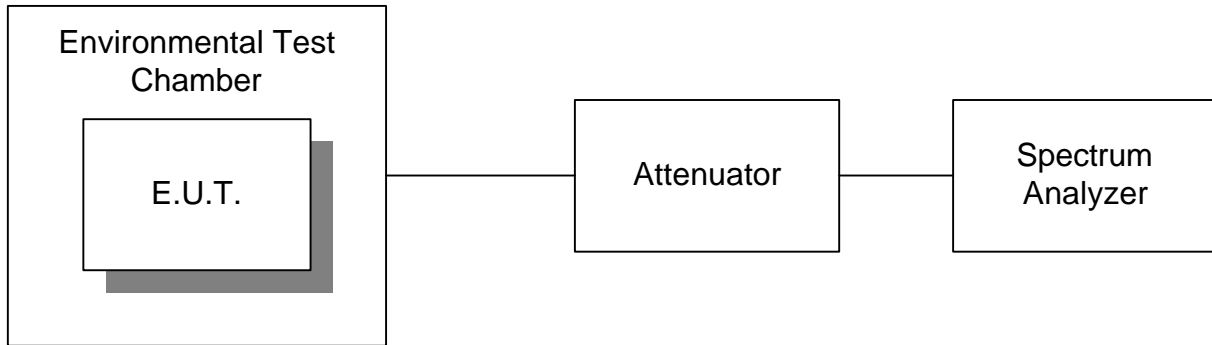 Environmental Test
Chamber
E.U.T.
Attenuator
Spectrum
Analyzer